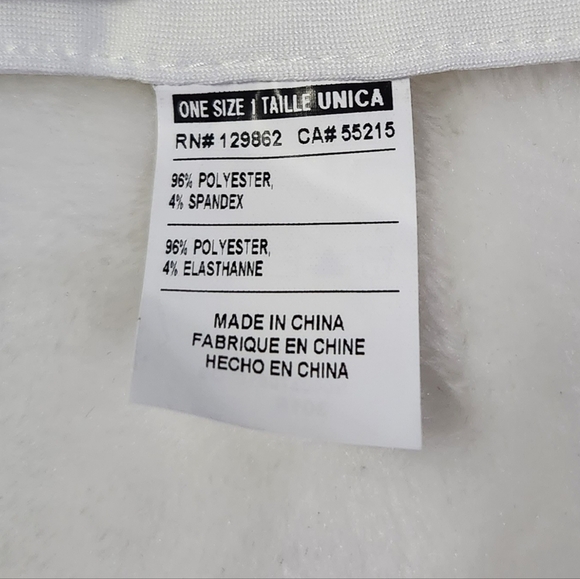 ONE SIZE | TAILLE UNICA
RN# 129862 CA# 55215
96% POLYESTER,
4% SPANDEX
96% POLYESTER,
4% ELASTHANNE
MADE IN CHINA
FABRIQUE EN CHINE
HECHO EN CHINA